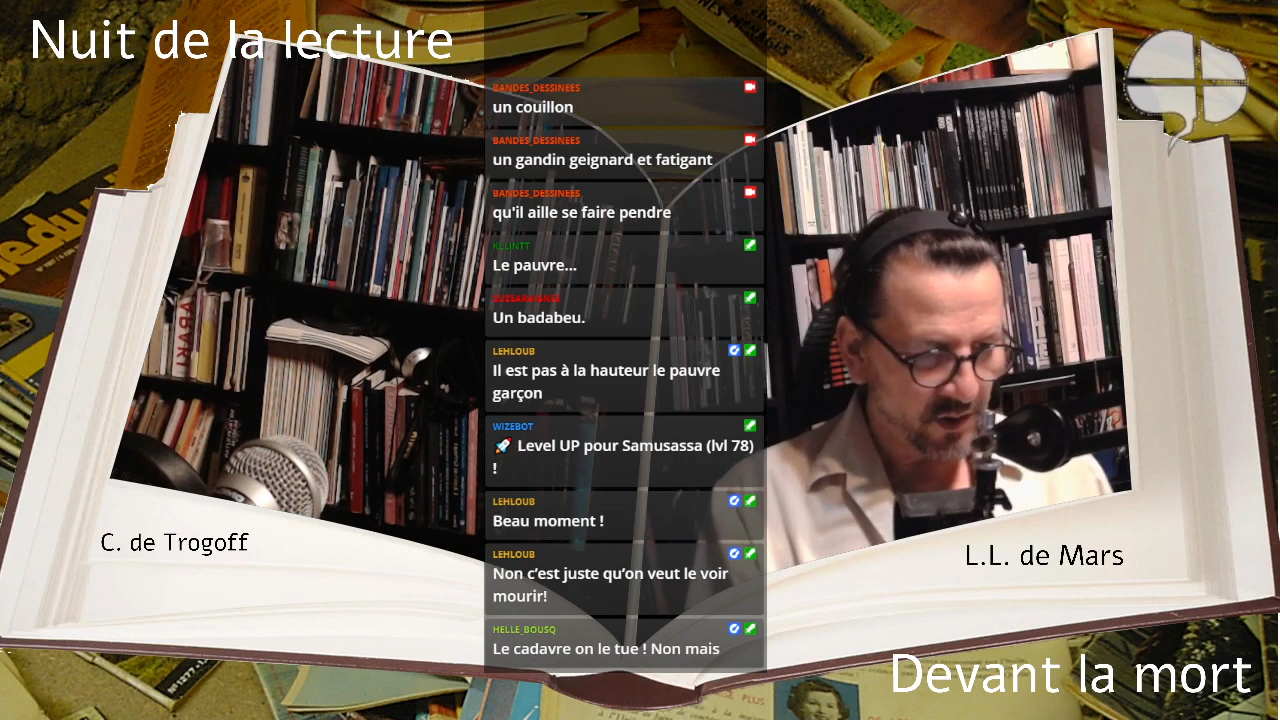 Nuit de la lecture
BANDES_DESSINEES
un couillon
BANDES_DESSINEES
un gandin geignard et fatigant
BANDES_DESSINEES
qu'il aille se faire pendre
KLLINTT
Le pauvre...
Un badabeu.
LEHLOUB
Il est pas à la hauteur le pauvre
garçon
WIZEBOT
🚀 Level UP pour Samusassa (lvl 78)
!
LEHLOUB
Beau moment !
LEHLOUB
Non c'est juste qu'on veut le voir
mourir!
HELLE_BOUSQ
Le cadavre on le tue ! Non mais
C. de Trogoff
L.L. de Mars
Devant la mort